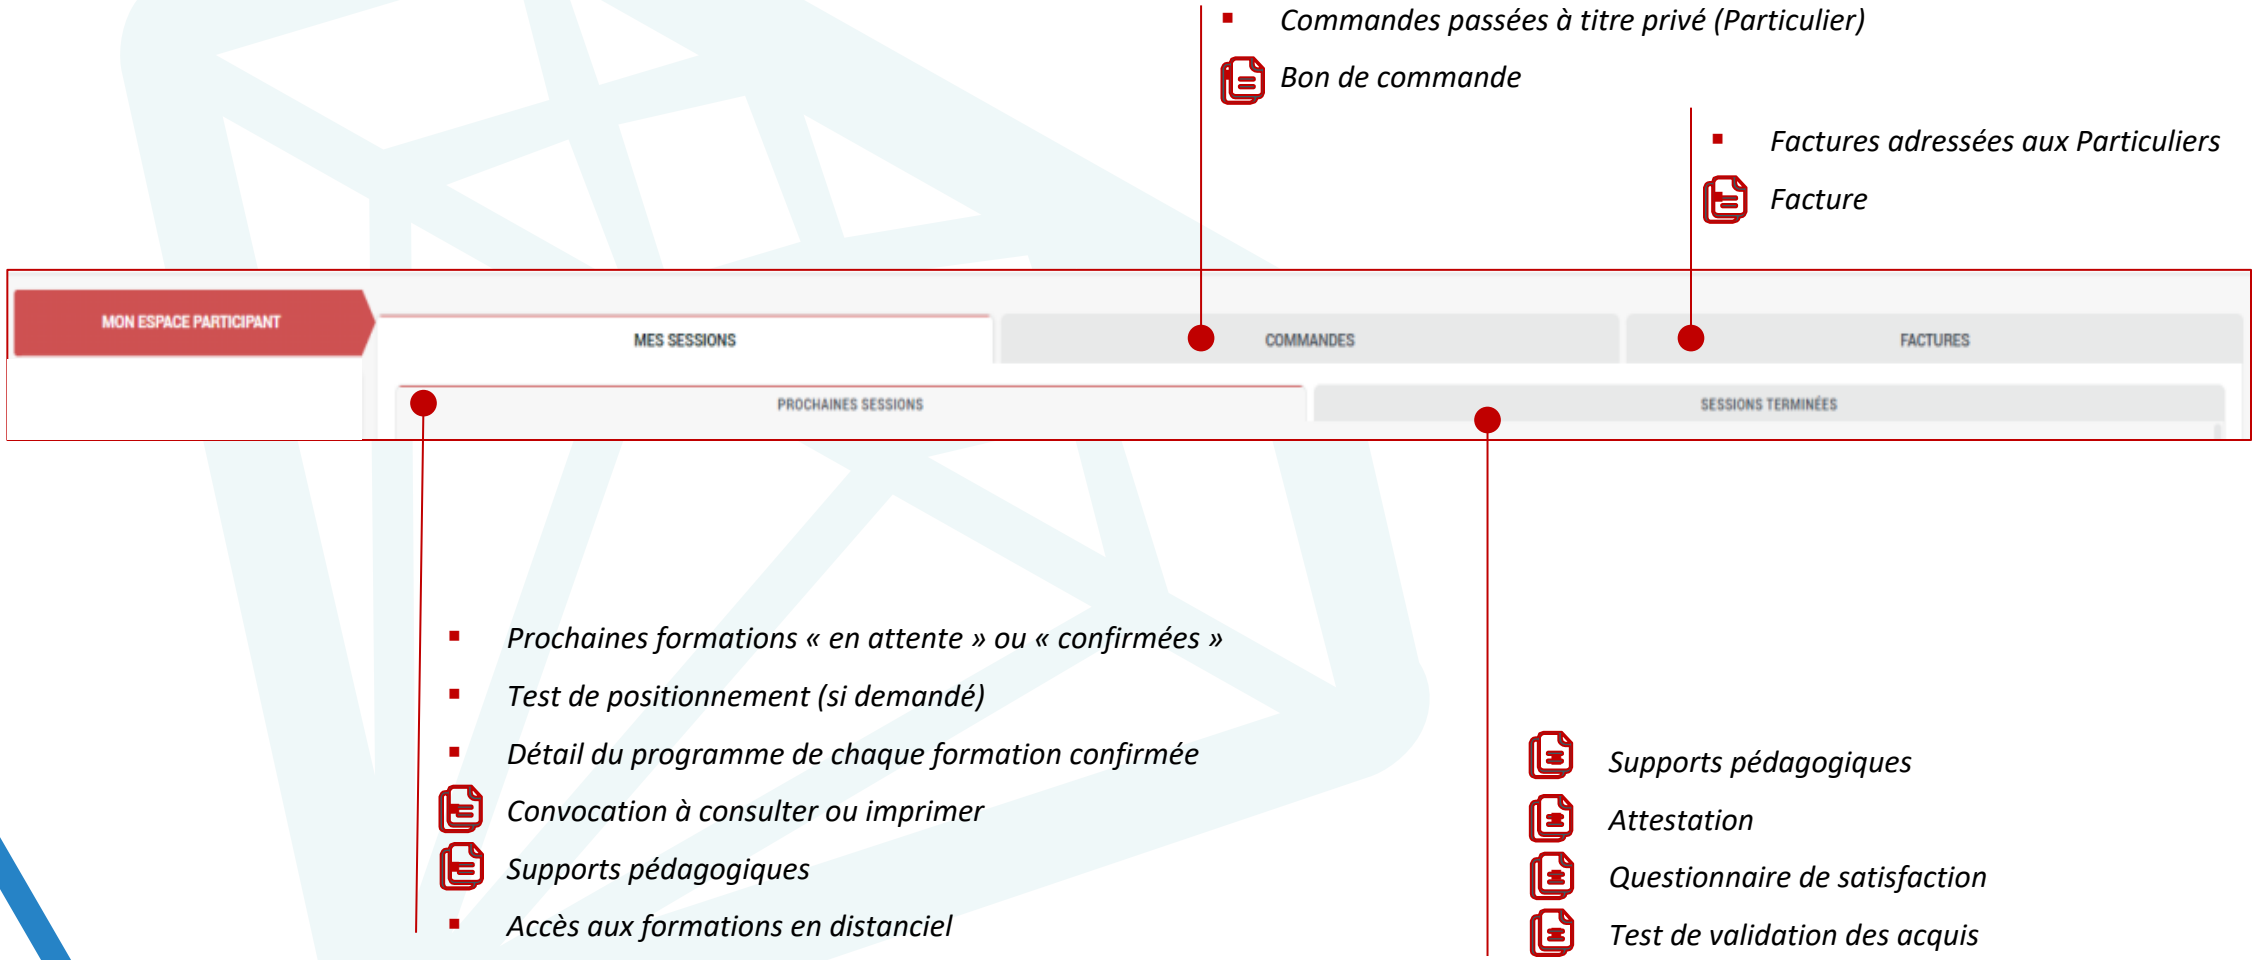 Commandes passées à titre privé (Particulier)
Bon de commande
Factures adressées aux Particuliers
Facture
MON ESPACE PARTICIPANT
MES SESSIONS
COMMANDES
FACTURES
PROCHAINES SESSIONS
SESSIONS TERMINÉES
Prochaines formations « en attente » ou « confirmées »
Test de positionnement (si demandé)
Détail du programme de chaque formation confirmée
Convocation à consulter ou imprimer
Supports pédagogiques
Accès aux formations en distanciel
Supports pédagogiques
Attestation
Questionnaire de satisfaction
Test de validation des acquis